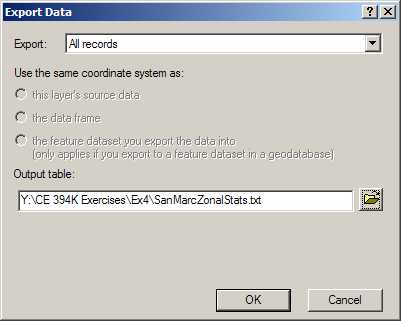 Export Data
Export: All records
Use the same coordinate system as:
this layer's source data
the data frame
the feature dataset you export the data into
(only applies if you export to a feature dataset in a geodatabase)
Output table:
Y:\CE 394K Exercises\Ex4\SanMarcZonalStats.txt
OK Cancel